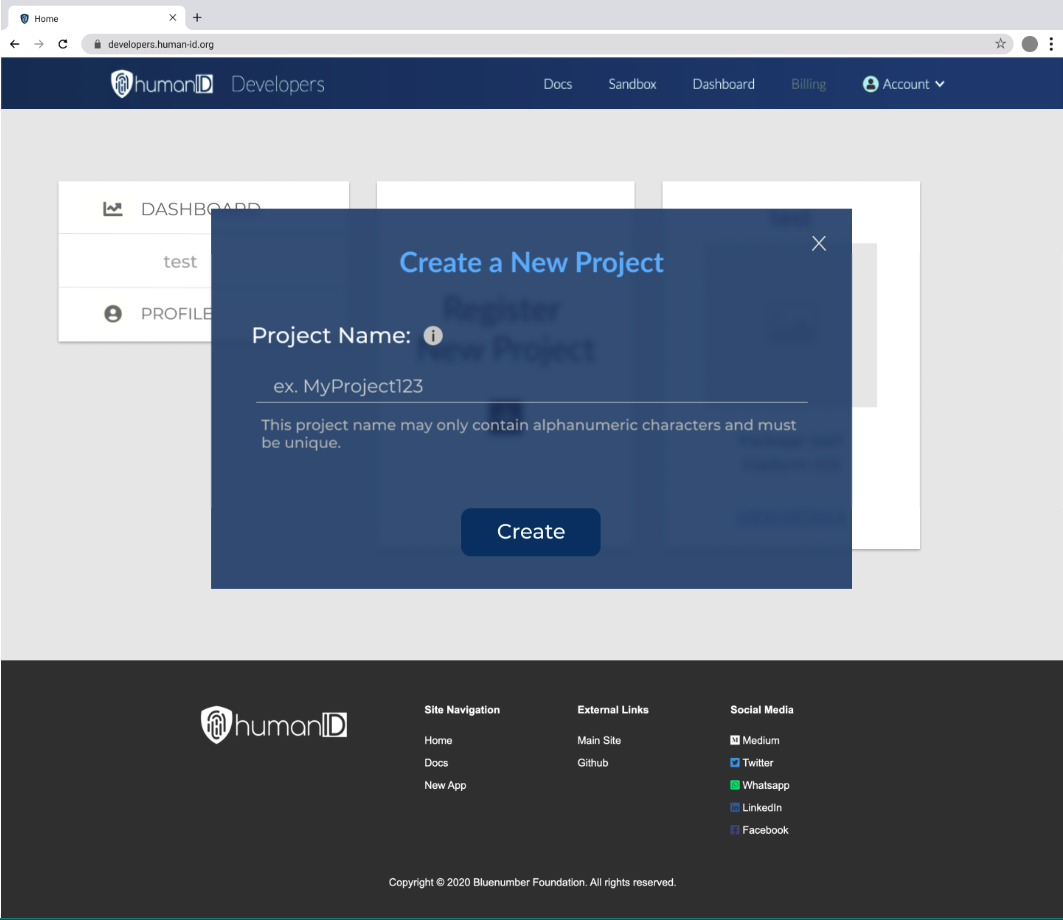 Home
developers.human-id.org
humanID Developers
Docs Sandbox Dashboard Billing Account
DASHBOARD
test
PROFILE
test
Create a New Project
Register
New Project
Project Name:
ex. MyProject123
This project name may only contain alphanumeric characters and must
be unique.
Create
humanID
Site Navigation
Home
Docs
New App
External Links
Main Site
Github
Social Media
Medium
Twitter
Whatsapp
LinkedIn
Facebook
Copyright © 2020 Bluenumber Foundation. All rights reserved.